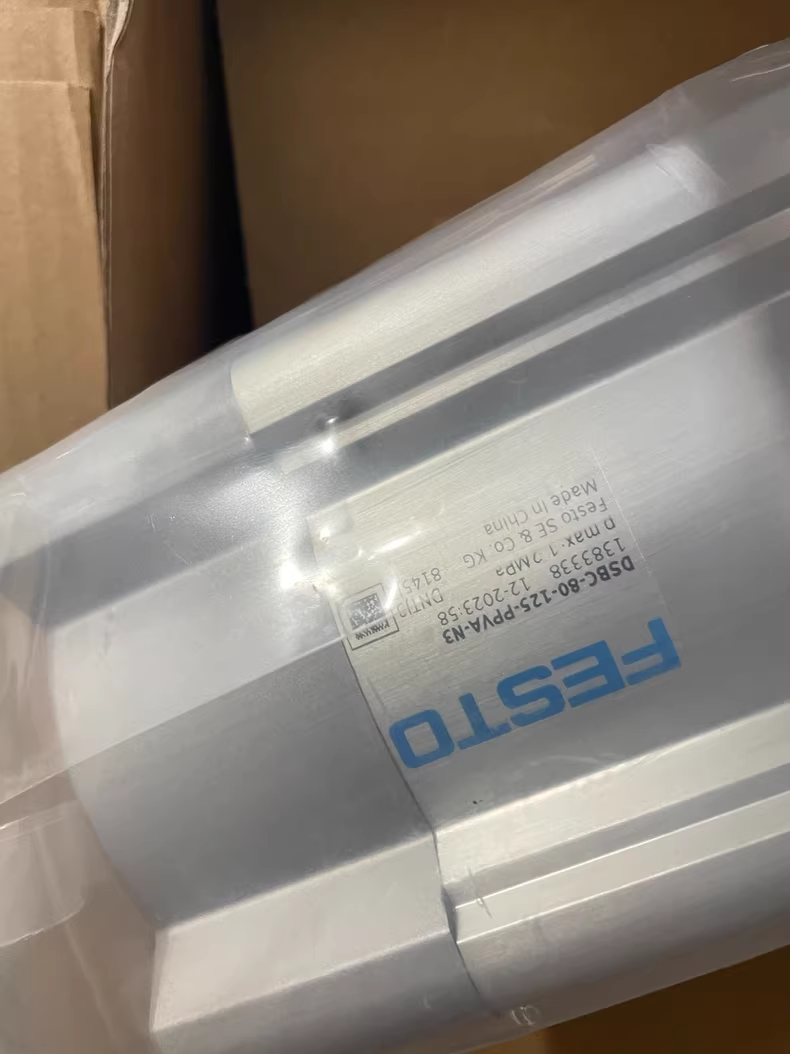 FESTO
DSBC-80-125-PPVA-N3
1383338 12-2023:58
p max: 1.2MPa
Festo SE & Co. KG
Made in China
8145